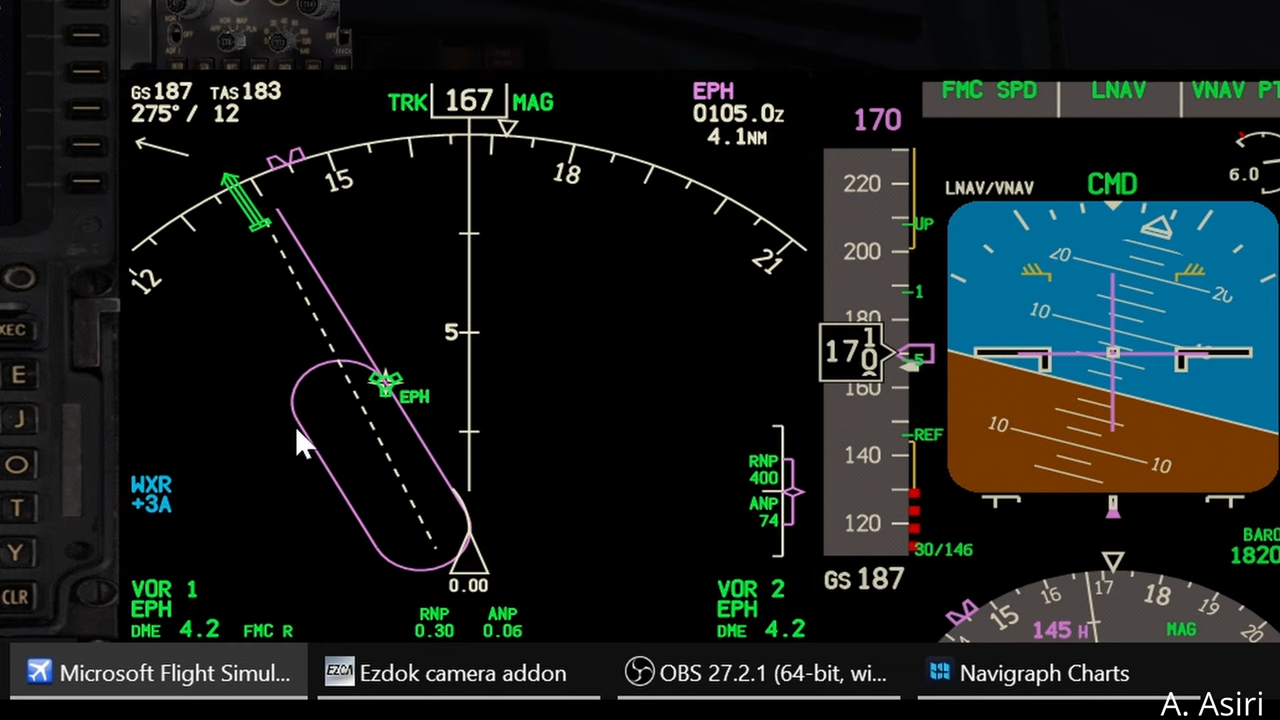 GS187 TAS183
275°/ 12
TRK 167 MAG
EPH
0105.0Z
4.1NM
12
15
18
21
5
EPH
WXR
+3A
RNP
400
ANP
74
VOR 1
EPH
DME 4.2 FMC R
0.00
RNP ANP
0.30 0.06
VOR 2
EPH
DME 4.2
170
220
200
180
160
140
120
170
1
UP
1
5
REF
30/146
GS187
FMC SPD LNAV
6.0
LNAV/VNAV CMD
20 20
10
10 10
BARO
1820
15 16 17 18 19 20
145 H MAG
EXEC
E
J
O
T
Y
CLR
Microsoft Flight Simul...
Ezdok camera addon
EZCA
OBS 27.2.1 (64-bit, wi...
Navigraph Charts
A. Asiri